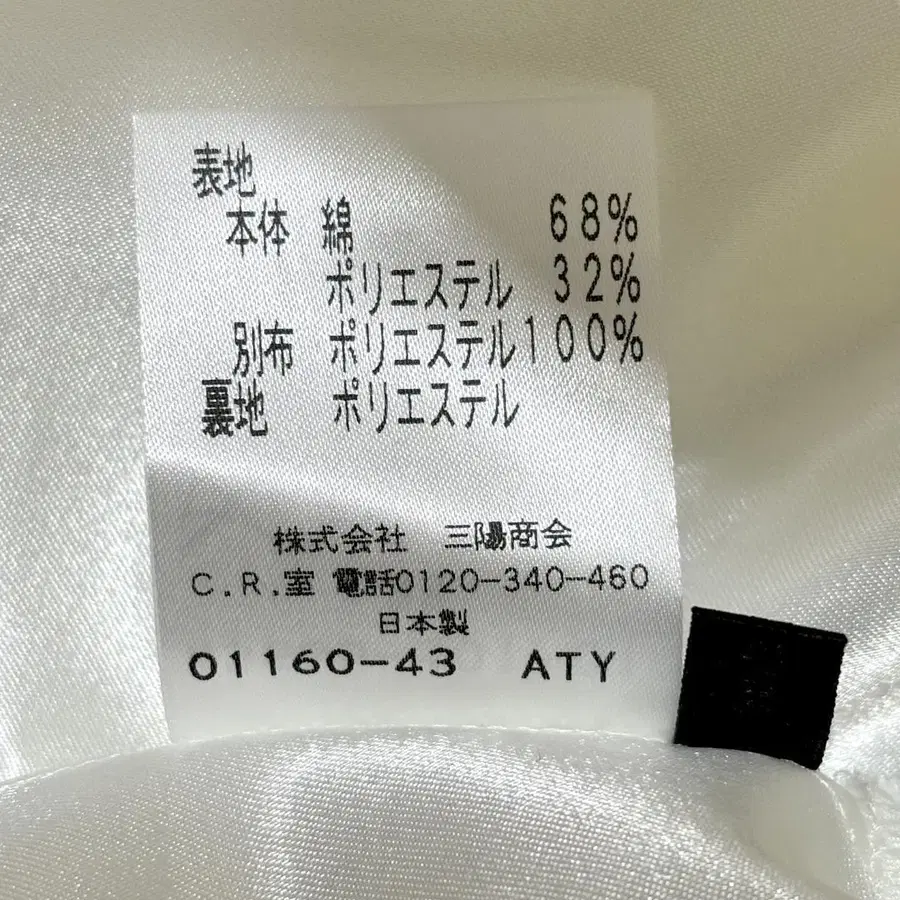 表地
本体 綿 68%
ポリエステル 32%
別布 ポリエステル100%
裏地 ポリエステル
株式会社 三陽商会
C.R.室 電話0120-340-460
日本製
01160-43 ATY